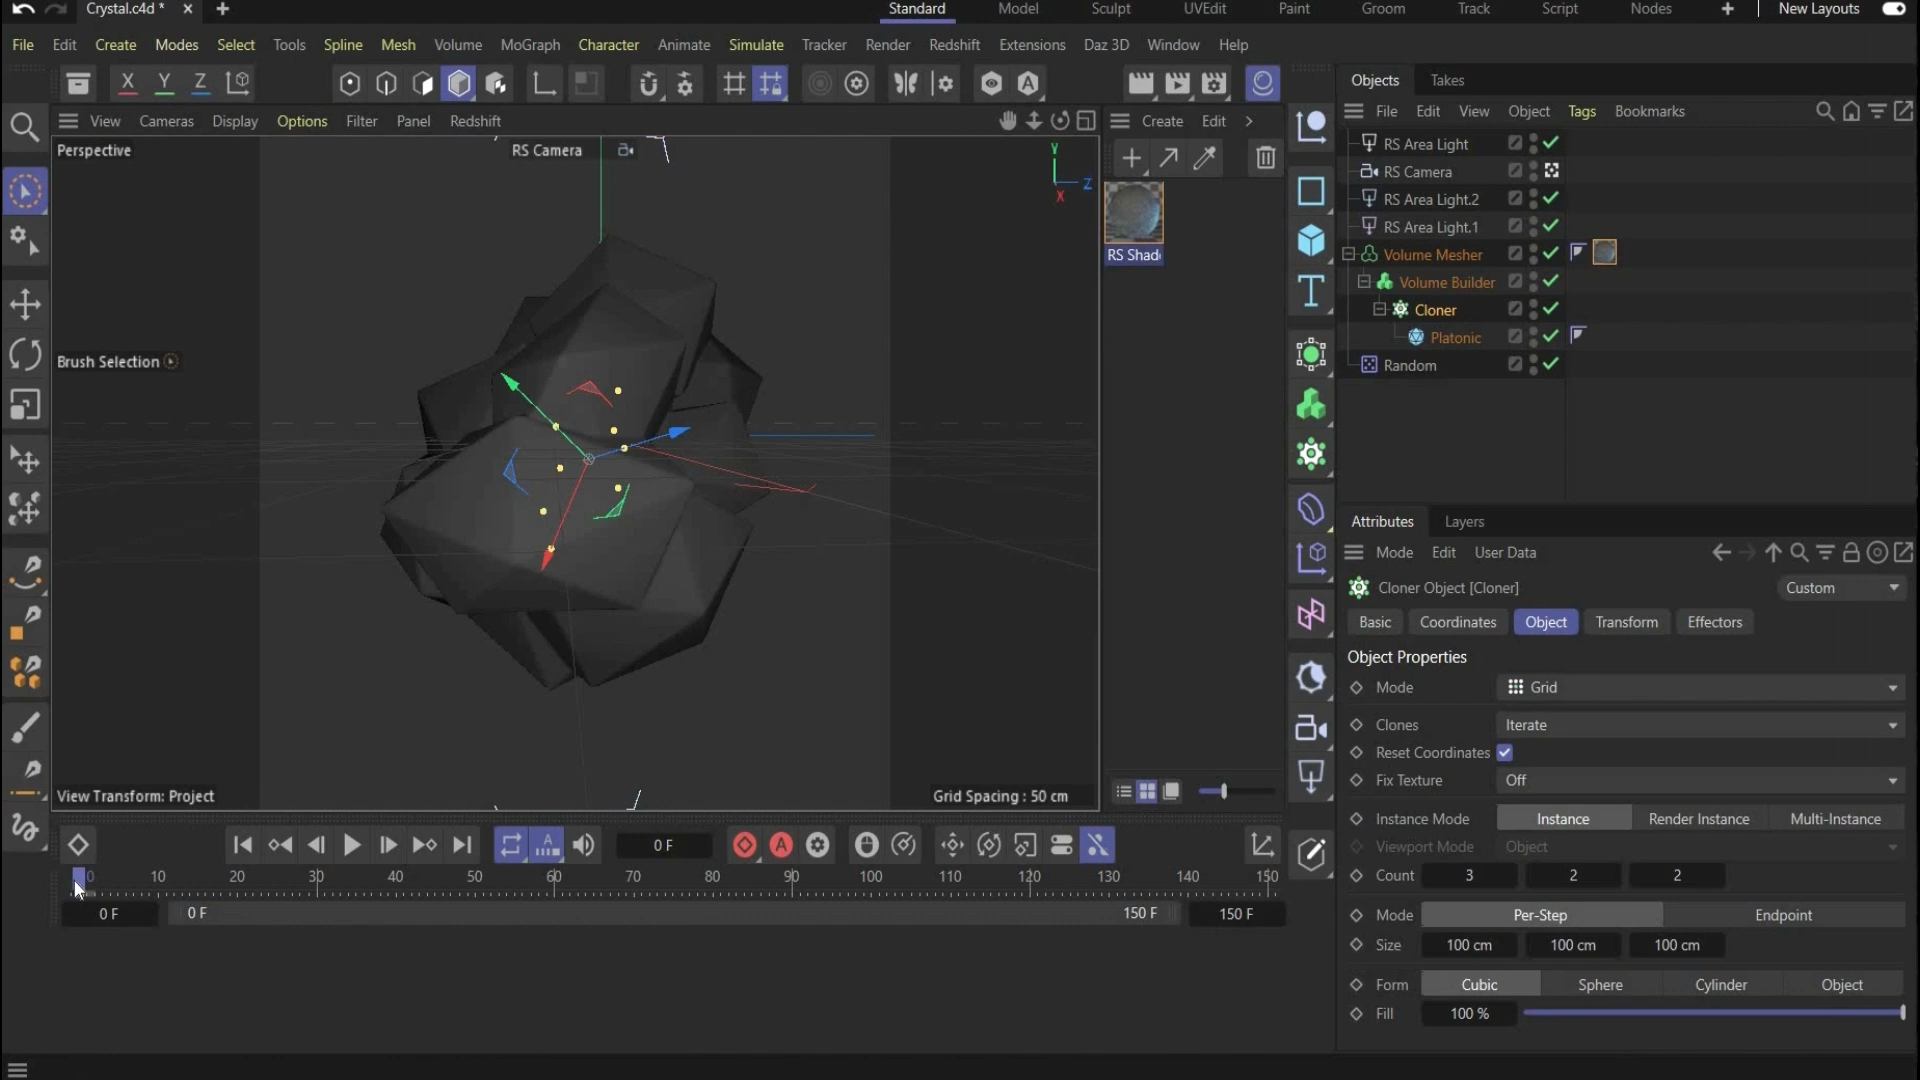 Crystal.c4d *
Standard Model Sculpt UVEdit Paint Groom Track Script Nodes New Layouts
File Edit Create Modes Select Tools Spline Mesh Volume MoGraph Character Animate Simulate Tracker Render Redshift Extensions Daz 3D Window Help
X Y Z
Objects Takes
File Edit View Object Tags Bookmarks
View Cameras Display Options Filter Panel Redshift
Create Edit
Perspective
RS Camera
Y
Z
X
Brush Selection
RS Shad
View Transform: Project
Grid Spacing : 50 cm
RS Area Light
RS Camera
RS Area Light.2
RS Area Light.1
Volume Mesher
Volume Builder
Cloner
Platonic
Random
Attributes Layers
Mode Edit User Data
Cloner Object [Cloner]
Custom
Basic Coordinates Object Transform Effectors
Object Properties
Mode Grid
Clones Iterate
Reset Coordinates
Fix Texture Off
Instance Mode Instance Render Instance Multi-Instance
Viewport Mode Object
Count 3 2 2
Mode Per-Step Endpoint
Size 100 cm 100 cm 100 cm
Form Cubic Sphere Cylinder Object
Fill 100 %
0 F
0 10 20 30 40 50 60 70 80 90 100 110 120 130 140 150
0 F 0 F 150 F 150 F